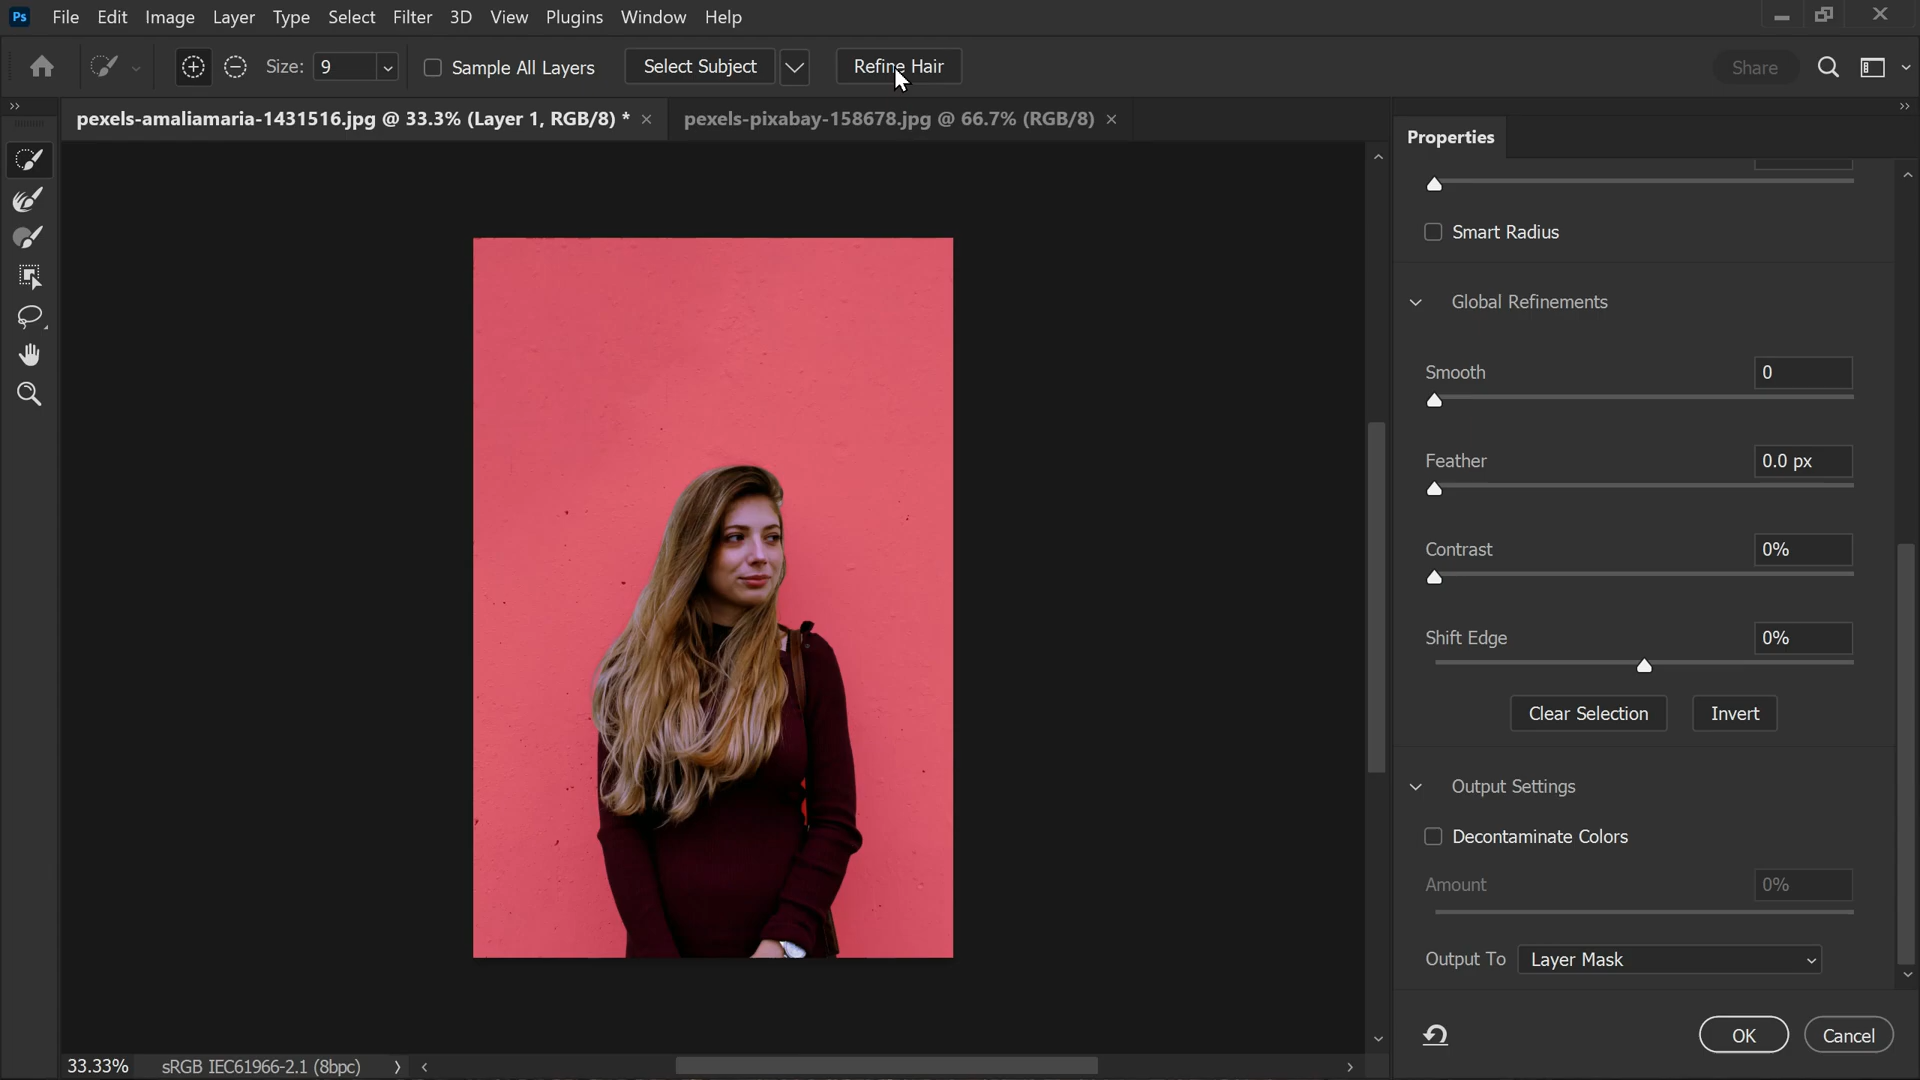 Ps File Edit Image Layer Type Select Filter 3D View Plugins Window Help
Size: 9 Sample All Layers Select Subject Refine Hair Share
pexels-amaliamaria-1431516.jpg @ 33.3% (Layer 1, RGB/8) * pexels-pixabay-158678.jpg @ 66.7% (RGB/8)
Properties
Smart Radius
Global Refinements
Smooth 0
Feather 0.0 px
Contrast 0%
Shift Edge 0%
Clear Selection Invert
Output Settings
Decontaminate Colors
Amount 0%
Output To Layer Mask
OK Cancel
33.33% sRGB IEC61966-2.1 (8bpc)